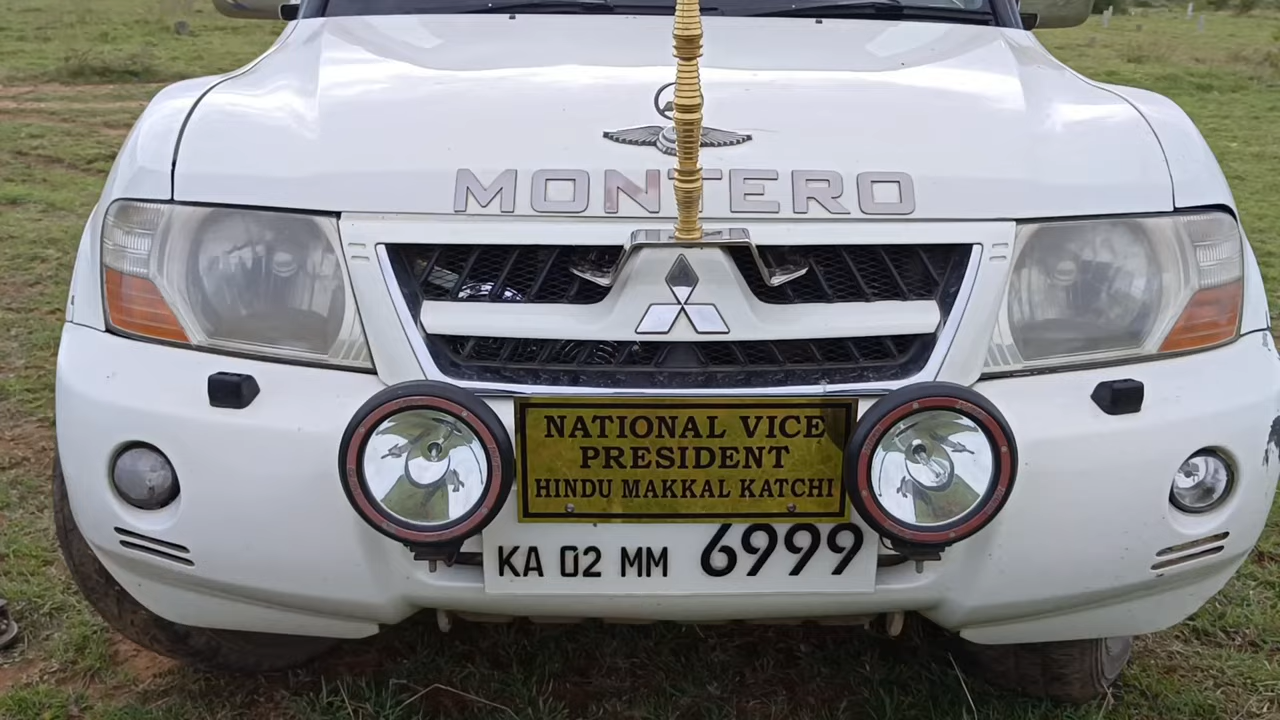 MONTERO
NATIONAL VICE
PRESIDENT
HINDU MAKKAL KATCHI
KA 02 MM 6999